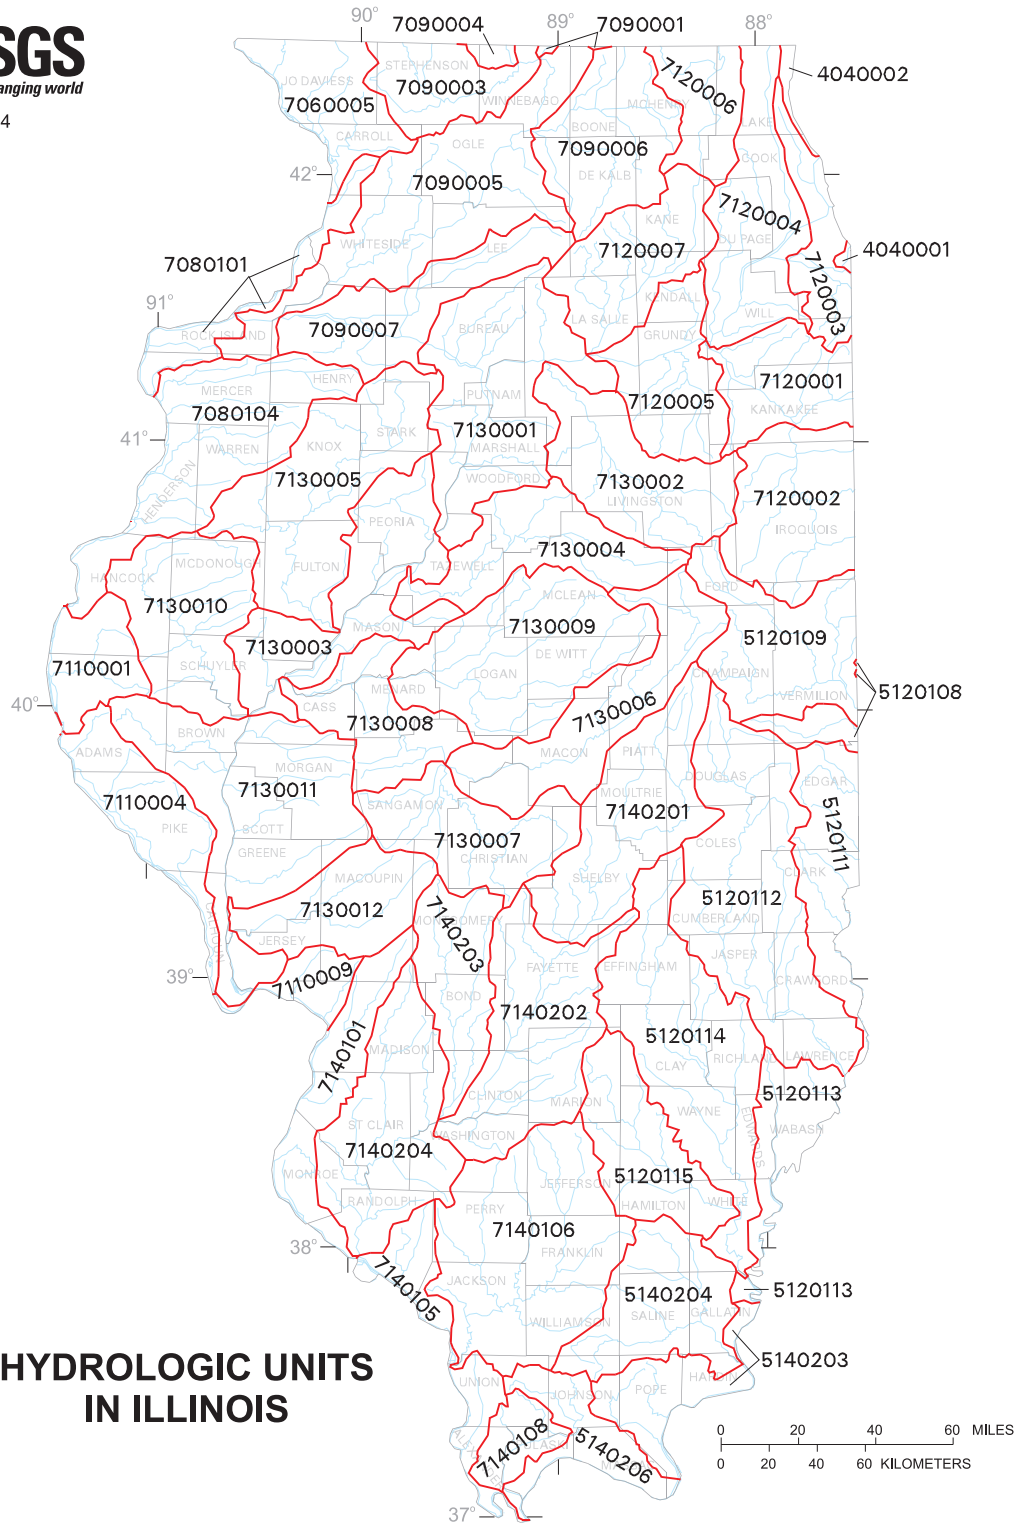 SGS
anging world
4
90°
7090004
89°
7090001
88°
4040002
STEPHENSON
JO DAVIESS
7090003
WINNEBAGO
7060005
MCHENRY
7120006
LAKE
BOONE
CARROLL
OGLE
7090006
COOK
42°
7090005
DE KALB
7120004
KANE
DU PAGE
WHITESIDE
LEE
7120007
4040001
7080101
7120003
91°
KENDALL
LA SALLE
WILL
ROCK ISLAND
7090007
BUREAU
GRUNDY
HENRY
7120001
MERCER
PUTNAM
7120005
KANKAKEE
7080104
STARK
7130001
41°
WARREN
KNOX
MARSHALL
HENDERSON
7130005
WOODFORD
7130002
LIVINGSTON
7120002
PEORIA
IROQUOIS
7130004
MCDONOUGH
FULTON
TAZEWELL
HANCOCK
FORD
MCLEAN
7130010
MASON
7130009
5120109
7130003
DE WITT
7110001
SCHUYLER
LOGAN
CHAMPAIGN
MENARD
5120108
VERMILION
40°
CASS
7130006
7130008
BROWN
ADAMS
MACON
PIATT
MORGAN
DOUGLAS
EDGAR
7130011
MOULTRIE
7110004
SANGAMON
7140201
5120111
PIKE
SCOTT
7130007
COLES
GREENE
CHRISTIAN
CLARK
MACOUPIN
SHELBY
5120112
7130012
MONTGOMERY
CUMBERLAND
CALHOUN
7140203
JERSEY
JASPER
39°
7110009
FAYETTE
EFFINGHAM
CRAWFORD
BOND
7140202
7140101
5120114
MADISON
RICHLAND
LAWRENCE
CLAY
CLINTON
5120113
MARION
WAYNE
ST CLAIR
EDWARDS
WABASH
WASHINGTON
7140204
MONROE
5120115
JEFFERSON
RANDOLPH
PERRY
HAMILTON
WHITE
7140106
38°
FRANKLIN
7140105
JACKSON
5140204
5120113
WILLIAMSON
SALINE
GALLATIN
HYDROLOGIC UNITS
IN ILLINOIS
5140203
UNION
JOHNSON
POPE
HARDIN
7140108
5140206
ALEXANDER
PULASKI
0 20 40 60 MILES
0 20 40 60 KILOMETERS
37°